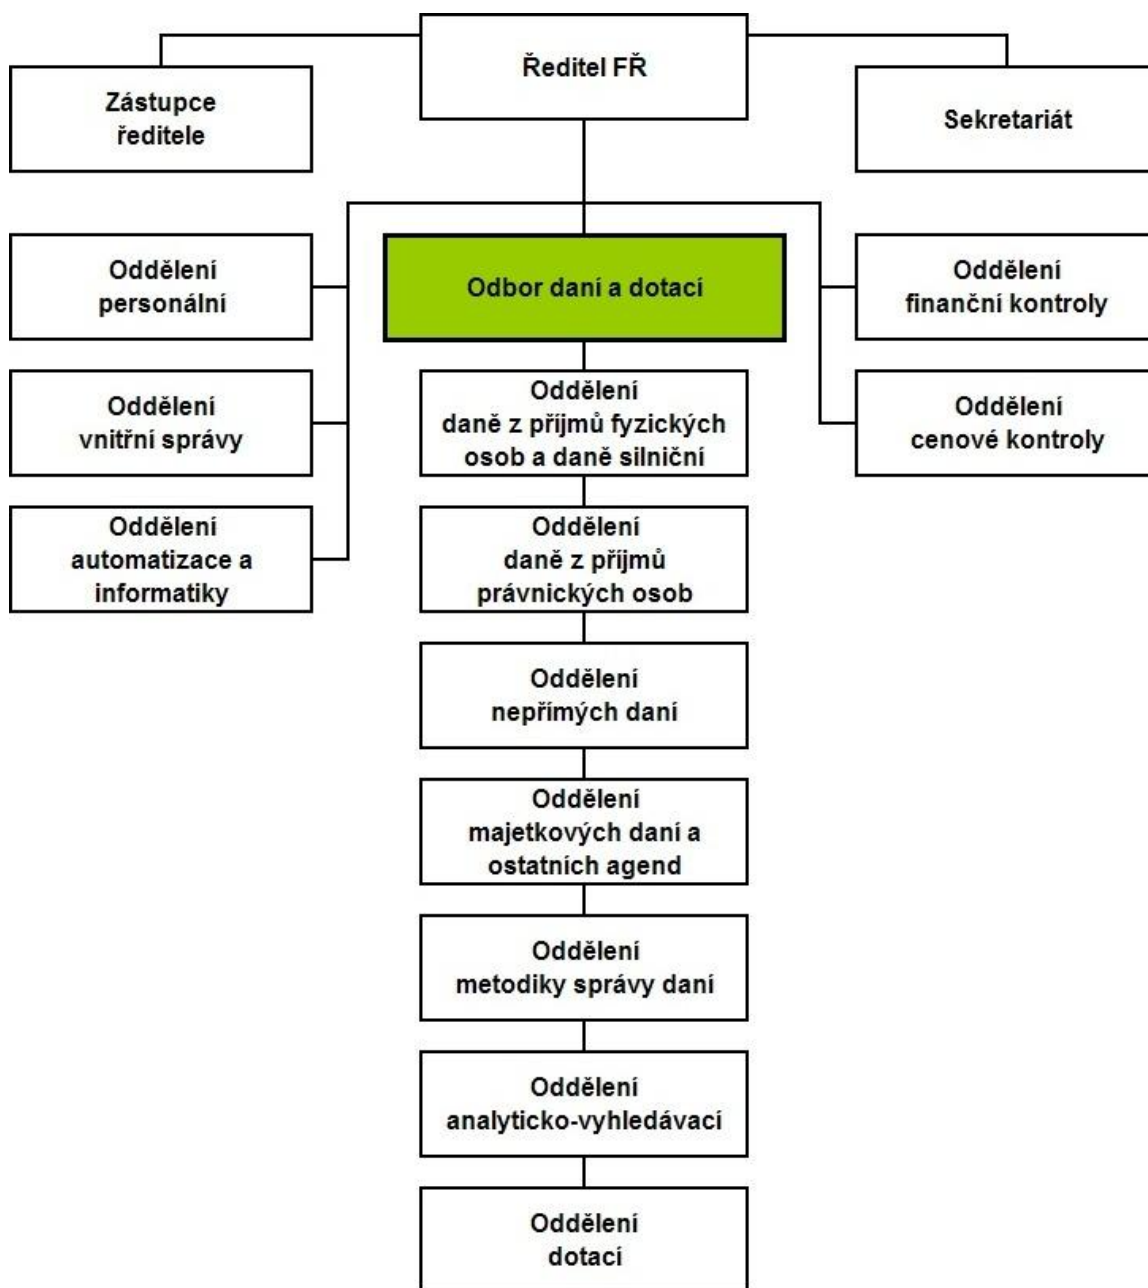 Ředitel FŘ
Zástupce
ředitele
Sekretariát
Oddělení
personální
Odbor daní a dotací
Oddělení
finanční kontroly
Oddělení
vnitřní správy
Oddělení
daně z příjmů fyzických
osob a daně silniční
Oddělení
cenové kontroly
Oddělení
automatizace a
informatiky
Oddělení
daně z příjmů
právnických osob
Oddělení
nepřímých daní
Oddělení
majetkových daní a
ostatních agend
Oddělení
metodiky správy daní
Oddělení
analyticko-vyhledávací
Oddělení
dotací